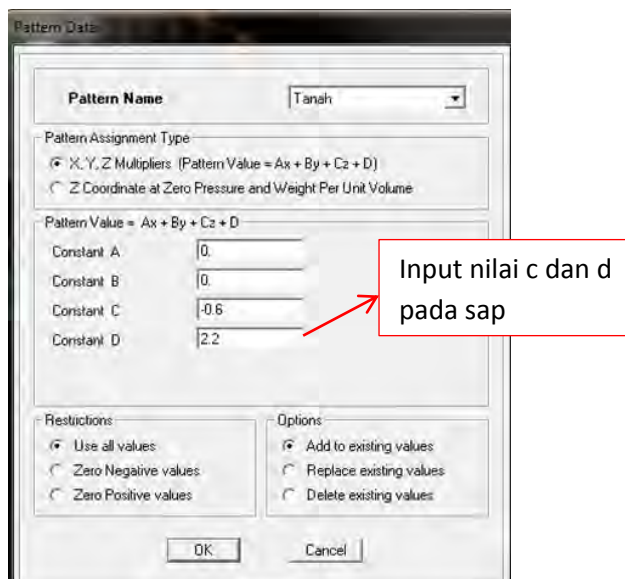 Pattern Data
Pattern Name
Tanah
Pattern Assignment Type
X, Y, Z Multipliers (Pattern Value = Ax + By + Cz + D)
Z Coordinate at Zero Pressure and Weight Per Unit Volume
Pattern Value = Ax + By + Cz + D
Constant A 0.
Constant B 0.
Constant C -0.6
Constant D 2.2
Input nilai c dan d
pada sap
Restrictions
Use all values
Zero Negative values
Zero Positive values
Options
Add to existing values
Replace existing values
Delete existing values
OK
Cancel